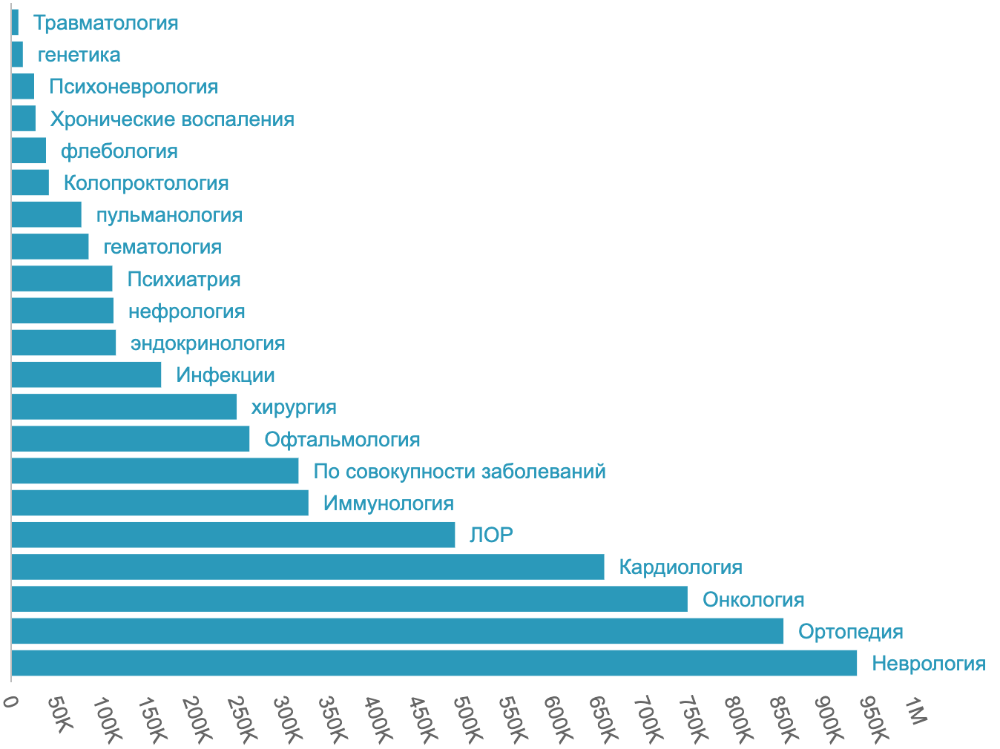 Травматология
генетика
Психоневрология
Хронические воспаления
флебология
Колопроктология
пульманология
гематология
Психиатрия
нефрология
эндокринология
Инфекции
хирургия
Офтальмология
По совокупности заболеваний
Иммунология
ЛОР
Кардиология
Онкология
Ортопедия
Неврология
0 50K 100K 150K 200K 250K 300K 350K 400K 450K 500K 550K 600K 650K 700K 750K 800K 850K 900K 950K 1M